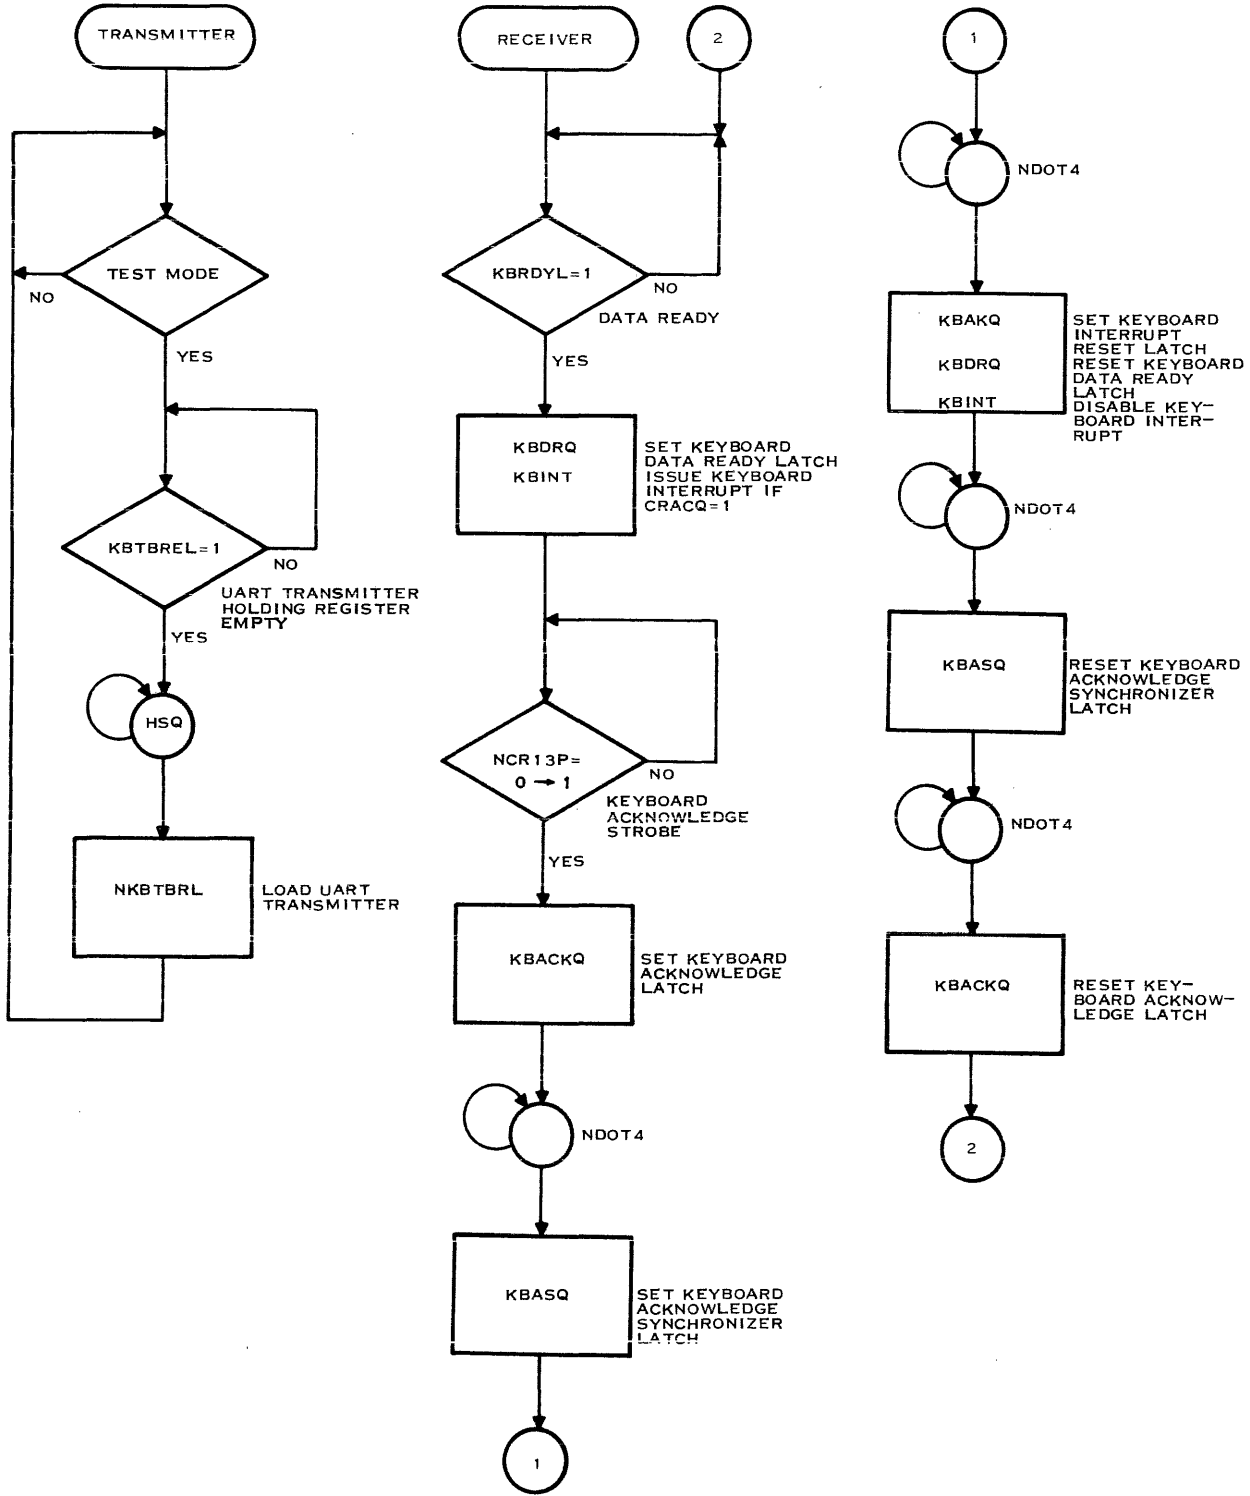 TRANSMITTER
TEST MODE
NO
YES
KBTBREL=1
NO
UART TRANSMITTER
HOLDING REGISTER
EMPTY
YES
HSQ
NKBTBRL
LOAD UART
TRANSMITTER
RECEIVER
2
KBRDYL=1
NO
DATA READY
YES
KBDRQ
KBINT
SET KEYBOARD
DATA READY LATCH
ISSUE KEYBOARD
INTERRUPT IF
CRACQ=1
NCR13P=
0 → 1
NO
KEYBOARD
ACKNOWLEDGE
STROBE
YES
KBACKQ
SET KEYBOARD
ACKNOWLEDGE
LATCH
NDOT4
KBASQ
SET KEYBOARD
ACKNOWLEDGE
SYNCHRONIZER
LATCH
1
1
NDOT4
KBAKQ
KBDRQ
KBINT
SET KEYBOARD
INTERRUPT
RESET LATCH
RESET KEYBOARD
DATA READY
LATCH
DISABLE KEY-
BOARD INTER-
RUPT
NDOT4
KBASQ
RESET KEYBOARD
ACKNOWLEDGE
SYNCHRONIZER
LATCH
NDOT4
KBACKQ
RESET KEY-
BOARD ACKNOW-
LEDGE LATCH
2